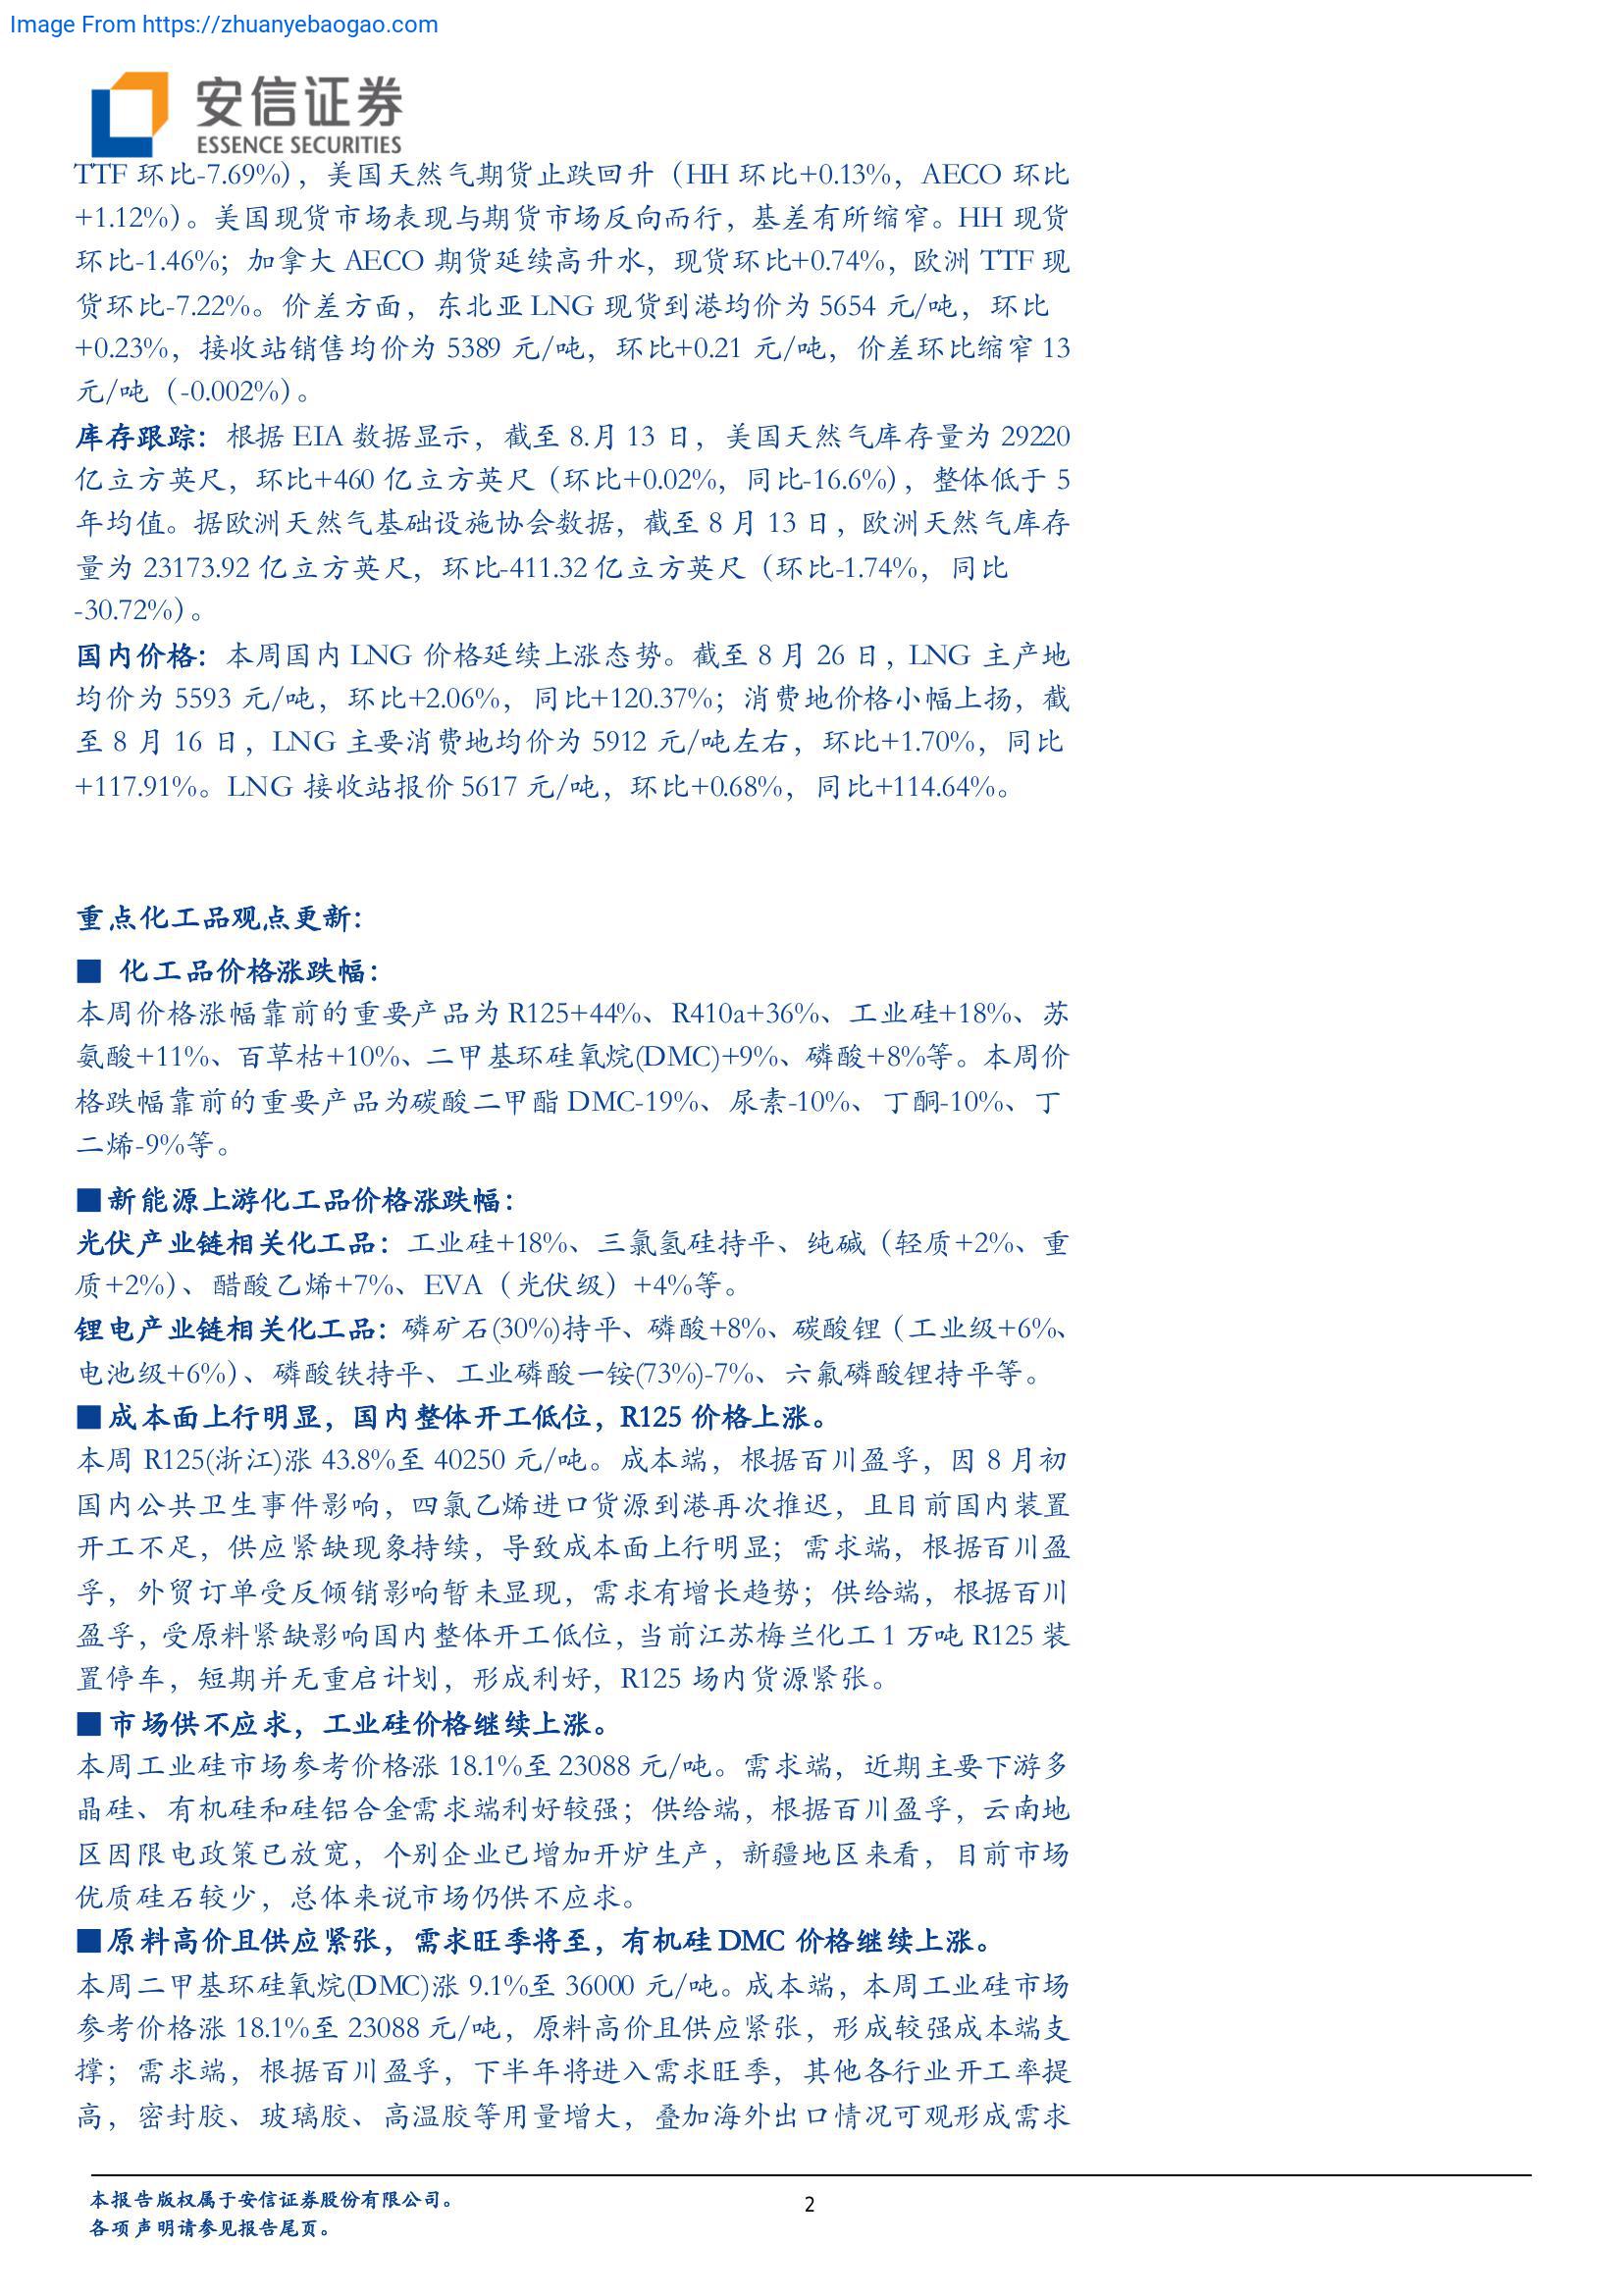 Image From https://zhuanyebaogao.com
安信证券
ESSENCE SECURITIES
TTF 环比-7.69%），美国天然气期货止跌回升（HH 环比+0.13%，AECO 环比
+1.12%）。美国现货市场表现与期货市场反向而行，基差有所缩窄。HH 现货
环比-1.46%；加拿大 AECO 期货延续高升水，现货环比+0.74%，欧洲 TTF 现
货环比-7.22%。价差方面，东北亚 LNG 现货到港均价为 5654 元/吨，环比
+0.23%，接收站销售均价为 5389 元/吨，环比+0.21 元/吨，价差环比缩窄 13
元/吨（-0.002%）。
库存跟踪：根据 EIA 数据显示，截至 8.月 13 日，美国天然气库存量为 29220
亿立方英尺，环比+460 亿立方英尺（环比+0.02%，同比-16.6%），整体低于 5
年均值。据欧洲天然气基础设施协会数据，截至 8 月 13 日，欧洲天然气库存
量为 23173.92 亿立方英尺，环比-411.32 亿立方英尺（环比-1.74%，同比
-30.72%）。
国内价格：本周国内 LNG 价格延续上涨态势。截至 8 月 26 日，LNG 主产地
均价为 5593 元/吨，环比+2.06%，同比+120.37%；消费地价格小幅上扬，截
至 8 月 16 日，LNG 主要消费地均价为 5912 元/吨左右，环比+1.70%，同比
+117.91%。LNG 接收站报价 5617 元/吨，环比+0.68%，同比+114.64%。
重点化工品观点更新：
■ 化工品价格涨跌幅：
本周价格涨幅靠前的重要产品为 R125+44%、R410a+36%、工业硅+18%、苏
氨酸+11%、百草枯+10%、二甲基环硅氧烷(DMC)+9%、磷酸+8%等。本周价
格跌幅靠前的重要产品为碳酸二甲酯 DMC-19%、尿素-10%、丁酮-10%、丁
二烯-9%等。
■新能源上游化工品价格涨跌幅：
光伏产业链相关化工品：工业硅+18%、三氯氢硅持平、纯碱（轻质+2%、重
质+2%）、醋酸乙烯+7%、EVA（光伏级）+4%等。
锂电产业链相关化工品：磷矿石(30%)持平、磷酸+8%、碳酸锂（工业级+6%、
电池级+6%）、磷酸铁持平、工业磷酸一铵(73%)-7%、六氟磷酸锂持平等。
■成本面上行明显，国内整体开工低位，R125 价格上涨。
本周 R125(浙江)涨 43.8%至 40250 元/吨。成本端，根据百川盈孚，因 8 月初
国内公共卫生事件影响，四氯乙烯进口货源到港再次推迟，且目前国内装置
开工不足，供应紧缺现象持续，导致成本面上行明显；需求端，根据百川盈
孚，外贸订单受反倾销影响暂未显现，需求有增长趋势；供给端，根据百川
盈孚，受原料紧缺影响国内整体开工低位，当前江苏梅兰化工 1 万吨 R125 装
置停车，短期并无重启计划，形成利好，R125 场内货源紧张。
■市场供不应求，工业硅价格继续上涨。
本周工业硅市场参考价格涨 18.1%至 23088 元/吨。需求端，近期主要下游多
晶硅、有机硅和硅铝合金需求端利好较强；供给端，根据百川盈孚，云南地
区因限电政策已放宽，个别企业已增加开炉生产，新疆地区来看，目前市场
优质硅石较少，总体来说市场仍供不应求。
■原料高价且供应紧张，需求旺季将至，有机硅 DMC 价格继续上涨。
本周二甲基环硅氧烷(DMC)涨 9.1%至 36000 元/吨。成本端，本周工业硅市场
参考价格涨 18.1%至 23088 元/吨，原料高价且供应紧张，形成较强成本端支
撑；需求端，根据百川盈孚，下半年将进入需求旺季，其他各行业开工率提
高，密封胶、玻璃胶、高温胶等用量增大，叠加海外出口情况可观形成需求
本报告版权属于安信证券股份有限公司。
各项声明请参见报告尾页。
2